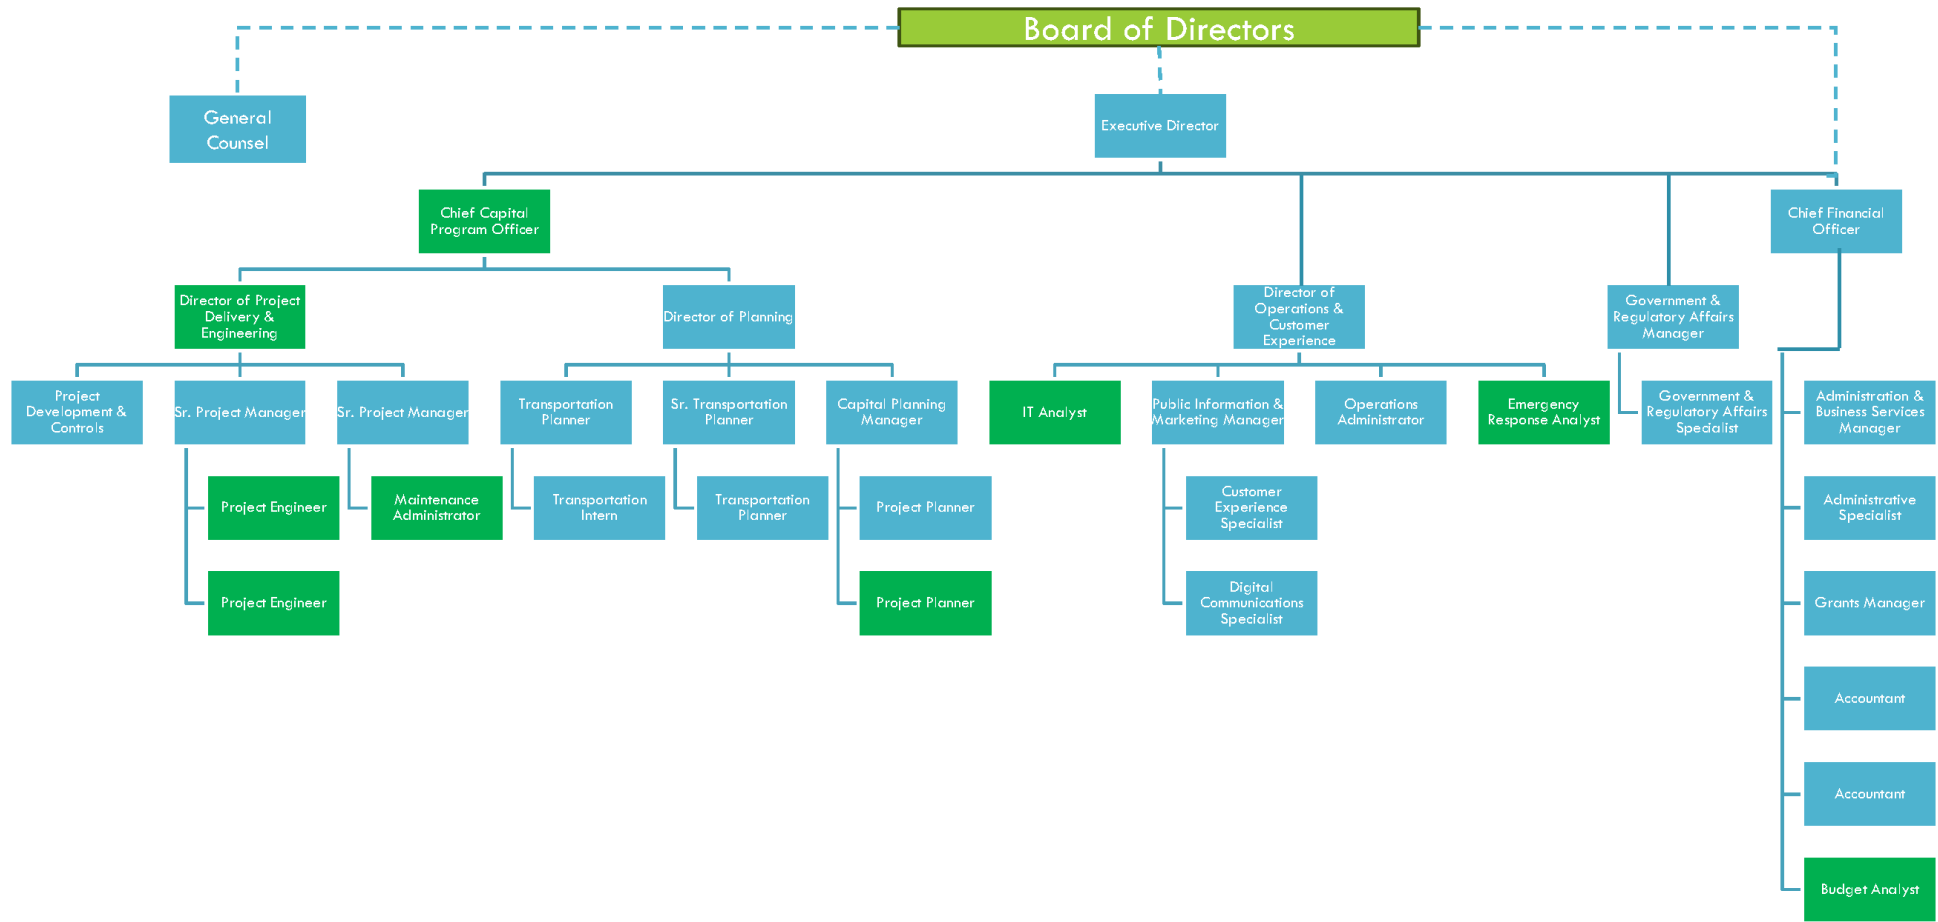 Board of Directors
General
Counsel
Executive Director
Chief Capital
Program Officer
Chief Financial
Officer
Director of Project
Delivery &
Engineering
Director of Planning
Director of
Operations &
Customer
Experience
Government &
Regulatory Affairs
Manager
Project
Development &
Controls
Sr. Project Manager
Sr. Project Manager
Transportation
Planner
Sr. Transportation
Planner
Capital Planning
Manager
IT Analyst
Public Information &
Marketing Manager
Operations
Administrator
Emergency
Response Analyst
Government &
Regulatory Affairs
Specialist
Administration &
Business Services
Manager
Project Engineer
Maintenance
Administrator
Transportation
Intern
Transportation
Planner
Project Planner
Customer
Experience
Specialist
Administrative
Specialist
Project Engineer
Project Planner
Digital
Communications
Specialist
Grants Manager
Accountant
Accountant
Budget Analyst